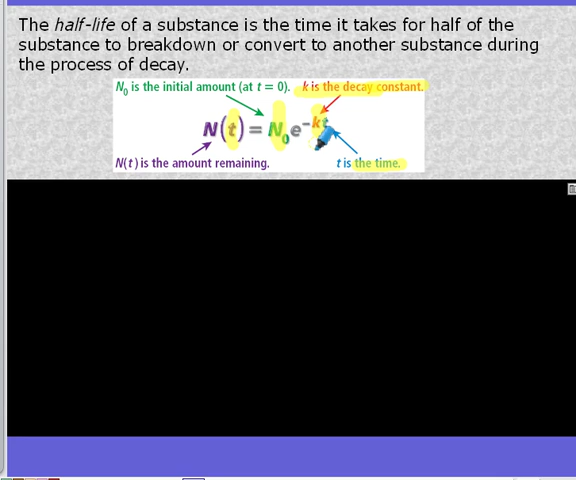 The half-life of a substance is the time it takes for half of the
substance to breakdown or convert to another substance during
the process of decay.
N₀ is the initial amount (at t = 0). k is the decay constant.
N(t) = N₀e⁻ᵏᵗ
N(t) is the amount remaining. t is the time.